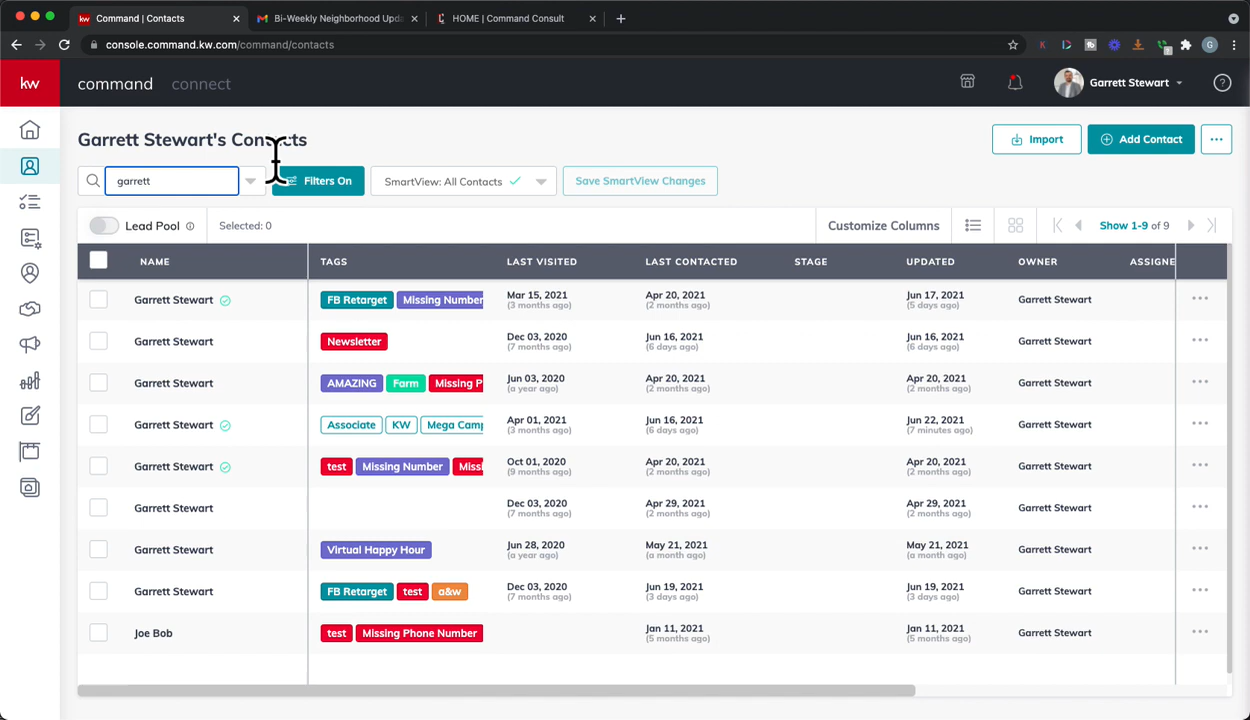 Command | Contacts
Bi-Weekly Neighborhood Upda
HOME | Command Consult
console.command.kw.com/command/contacts
K
G
kw
command
connect
Garrett Stewart
?
Garrett Stewart's Contacts
Import
Add Contact
garrett
Filters On
SmartView: All Contacts
Save SmartView Changes
Lead Pool
Selected: 0
Customize Columns
Show 1-9 of 9
NAME TAGS LAST VISITED LAST CONTACTED STAGE UPDATED OWNER ASSIGNE
Garrett Stewart FB Retarget Missing Number Mar 15, 2021 Apr 20, 2021 Jun 17, 2021 Garrett Stewart
(3 months ago) (2 months ago) (5 days ago)
Garrett Stewart Newsletter Dec 03, 2020 Jun 16, 2021 Jun 16, 2021 Garrett Stewart
(7 months ago) (6 days ago) (6 days ago)
Garrett Stewart AMAZING Farm Missing P Jun 03, 2020 Apr 20, 2021 Apr 20, 2021 Garrett Stewart
(a year ago) (2 months ago) (2 months ago)
Garrett Stewart Associate KW Mega Camp Apr 01, 2021 Jun 16, 2021 Jun 22, 2021 Garrett Stewart
(3 months ago) (6 days ago) (7 minutes ago)
Garrett Stewart test Missing Number Missi Oct 01, 2020 Apr 20, 2021 Apr 20, 2021 Garrett Stewart
(9 months ago) (2 months ago) (2 months ago)
Garrett Stewart Dec 03, 2020 Apr 29, 2021 Apr 29, 2021 Garrett Stewart
(7 months ago) (2 months ago) (2 months ago)
Garrett Stewart Virtual Happy Hour Jun 28, 2020 May 21, 2021 May 21, 2021 Garrett Stewart
(a year ago) (a month ago) (a month ago)
Garrett Stewart FB Retarget test a&w Dec 03, 2020 Jun 19, 2021 Jun 19, 2021 Garrett Stewart
(7 months ago) (3 days ago) (3 days ago)
Joe Bob test Missing Phone Number Jan 11, 2021 Jan 11, 2021 Garrett Stewart
(5 months ago) (5 months ago)